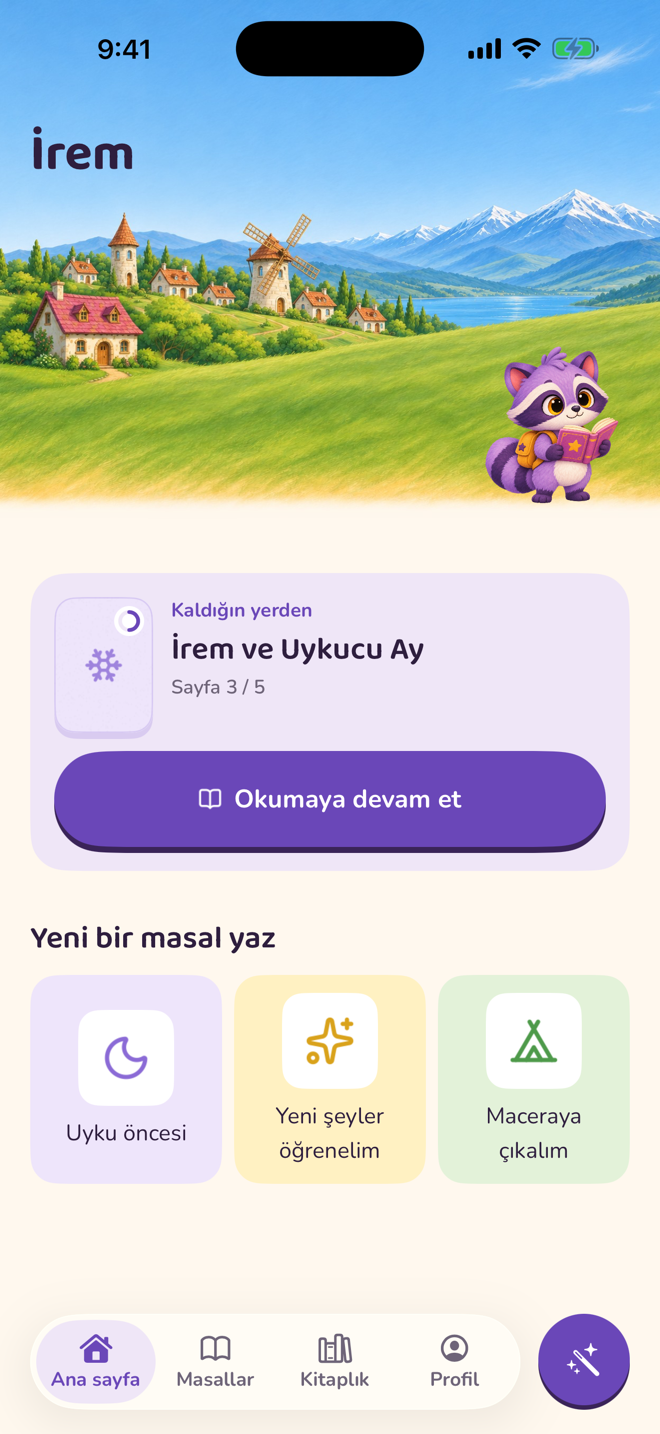 9:41
İrem
Kaldığın yerden
İrem ve Uykucu Ay
Sayfa 3 / 5
Okumaya devam et
Yeni bir masal yaz
Uyku öncesi
Yeni şeyler
öğrenelim
Maceraya
çıkalım
Ana sayfa
Masallar
Kitaplık
Profil